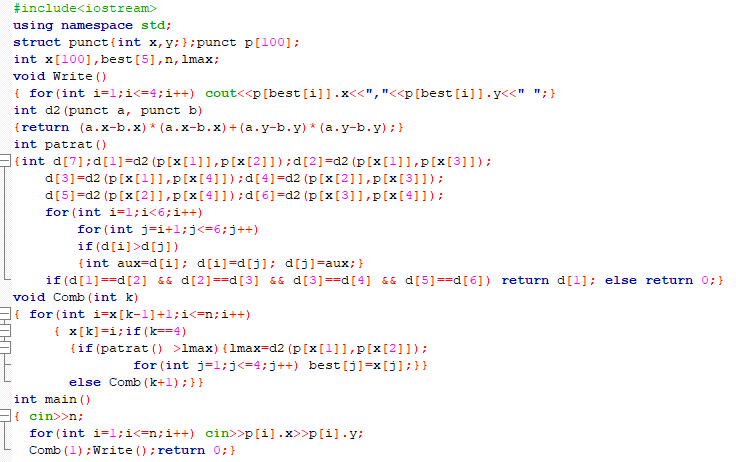 #include<iostream>
using namespace std;
struct punct{int x,y;};punct p[100];
int x[100],best[5],n,lmax;
void Write()
{ for(int i=1;i<=4;i++) cout<<p[best[i]].x<<","<<p[best[i]].y<<" ";}
int d2(punct a, punct b)
{return (a.x-b.x)*(a.x-b.x)+(a.y-b.y)*(a.y-b.y);}
int patrat()
{int d[7];d[1]=d2(p[x[1]],p[x[2]]);d[2]=d2(p[x[1]],p[x[3]]);
d[3]=d2(p[x[1]],p[x[4]]);d[4]=d2(p[x[2]],p[x[3]]);
d[5]=d2(p[x[2]],p[x[4]]);d[6]=d2(p[x[3]],p[x[4]]);
for(int i=1;i<6;i++)
for(int j=i+1;j<=6;j++)
if(d[i]>d[j])
{int aux=d[i]; d[i]=d[j]; d[j]=aux;}
if(d[1]==d[2] && d[2]==d[3] && d[3]==d[4] && d[5]==d[6]) return d[1]; else return 0;}
void Comb(int k)
{ for(int i=x[k-1]+1;i<=n;i++)
{ x[k]=i;if(k==4)
{if(patrat() >lmax){lmax=d2(p[x[1]],p[x[2]]);
for(int j=1;j<=4;j++) best[j]=x[j];}}
else Comb(k+1);}}
int main()
{ cin>>n;
for(int i=1;i<=n;i++) cin>>p[i].x>>p[i].y;
Comb(1);Write();return 0;}